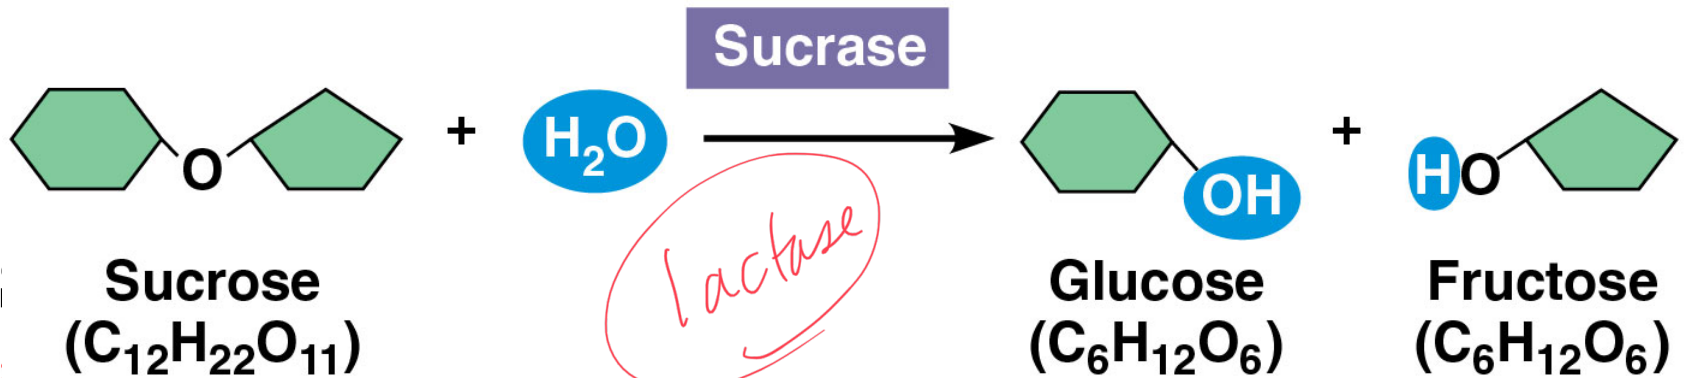 Sucrase
O + H₂O OH + HO
lactase
Sucrose Glucose Fructose
(C₁₂H₂₂O₁₁) (C₆H₁₂O₆) (C₆H₁₂O₆)